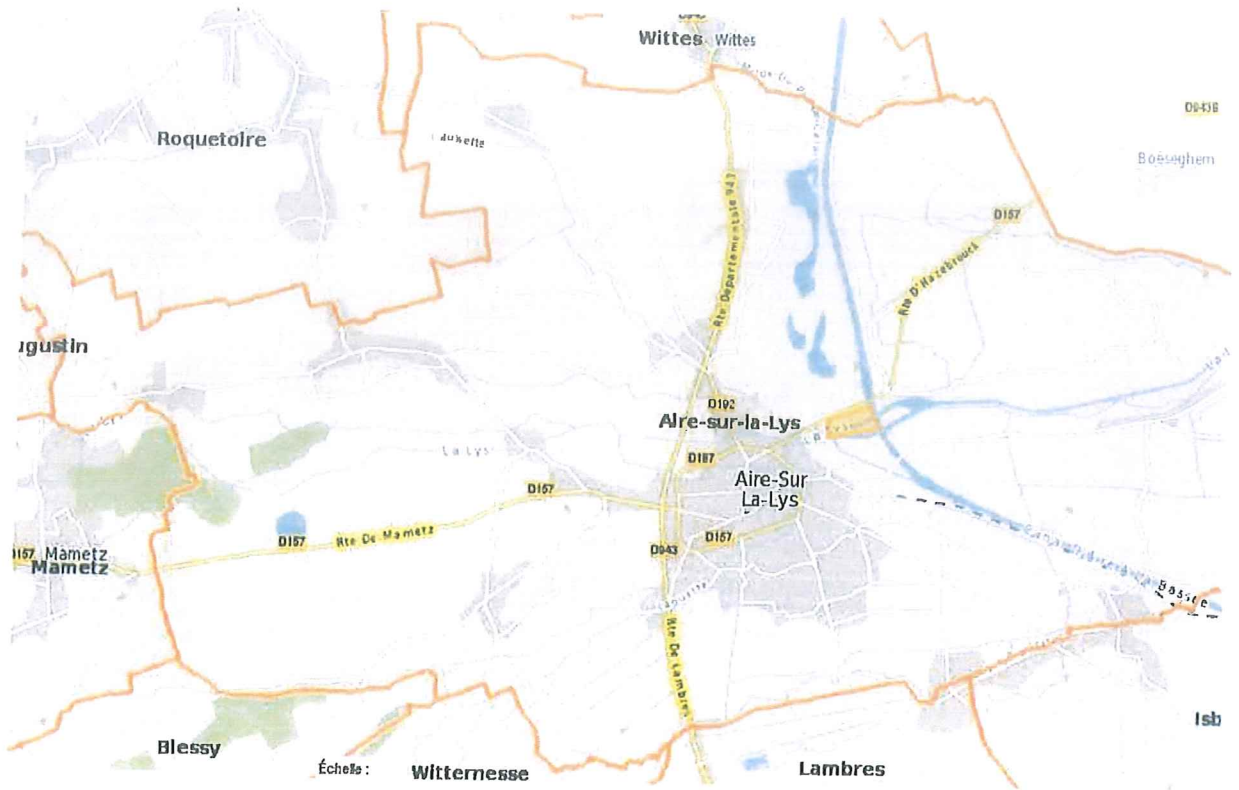 Wittes Wittes
D943B
Roquetoire
Boëseghem
Rte Départementale 943
D157
Rte D'Hazebrouck
ugustin
D192
Aire-sur-la-Lys
La Lys
D187
Aire-Sur
La-Lys
D157
D157
Rte De Mametz
D157
D943
D157
Mametz
Mametz
Bassée
Rte De Lambres
Isb
Blessy
Échelle :
Witternesse
Lambres